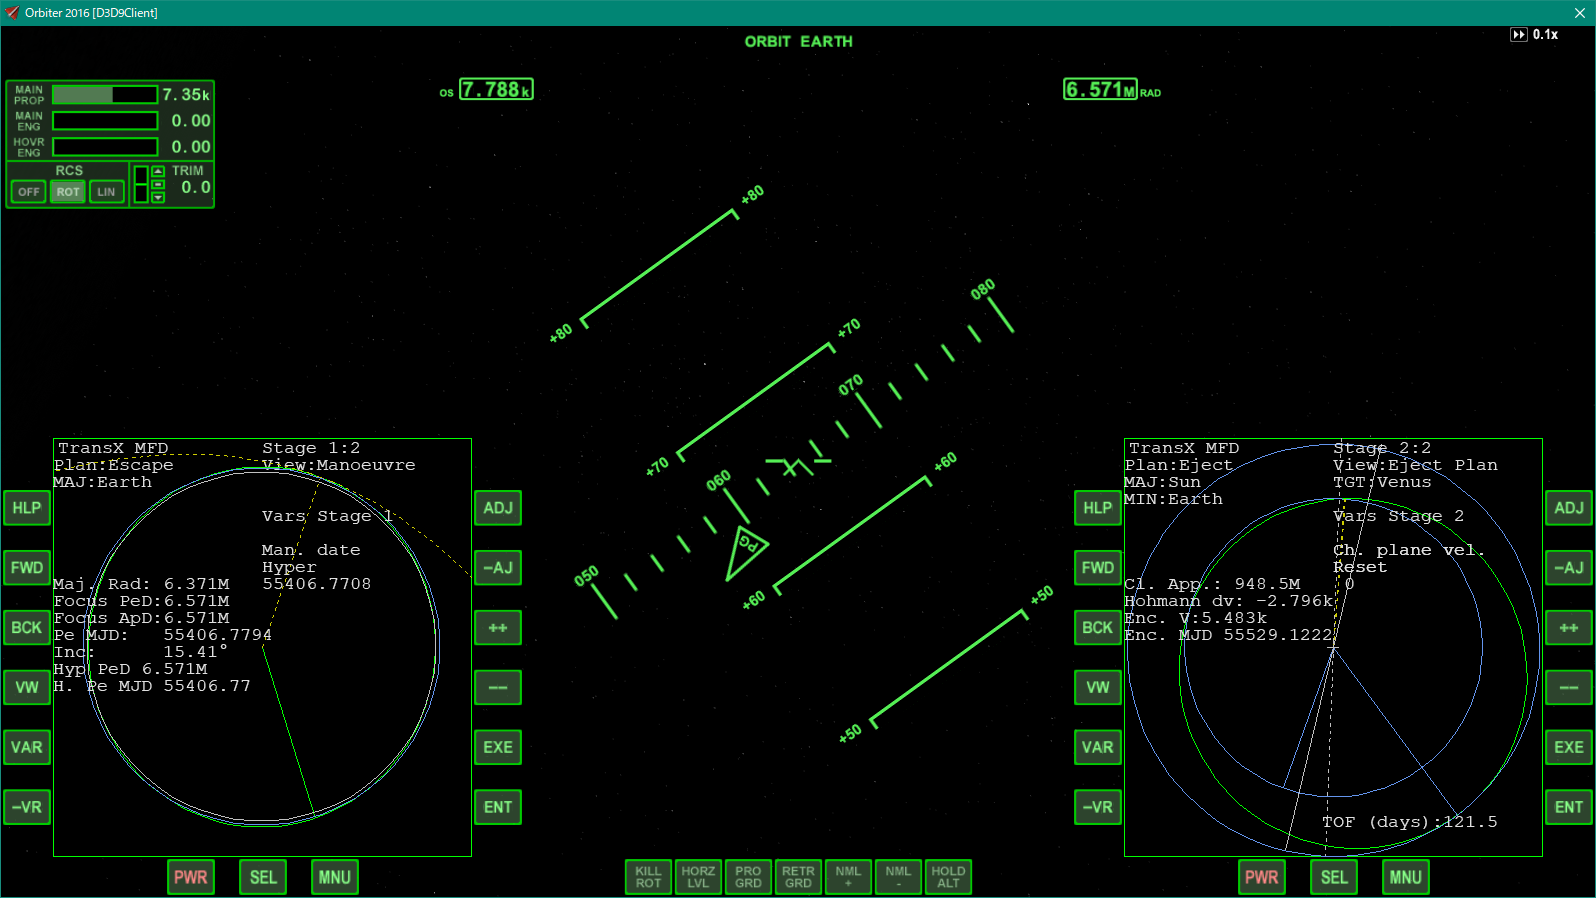 Orbiter 2016 [D3D9Client]
0.1x
ORBIT EARTH
OS 7.788k
6.571M RAD
MAIN PROP 7.35k
MAIN ENG 0.00
HOVR ENG 0.00
RCS TRIM
OFF ROT LIN 0.0
+80
+80
+70
+70
+60
+60
+50
+50
080
070
060
050
PG
TransX MFD Stage 1:2
Plan:Escape View:Manoeuvre
MAJ:Earth
Vars Stage 1
Man. date
Hyper
Maj. Rad: 6.371M 55406.7708
Focus PeD:6.571M
Focus ApD:6.571M
Pe MJD: 55406.7794
Inc: 15.41°
Hyp PeD 6.571M
H. Pe MJD 55406.77
HLP
FWD
BCK
VW
VAR
-VR
ADJ
-AJ
++
--
EXE
ENT
PWR SEL MNU
KILL ROT
HORZ LVL
PRO GRD
RETR GRD
NML +
NML -
HOLD ALT
TransX MFD Stage 2:2
Plan:Eject View:Eject Plan
MAJ:Sun TGT:Venus
MIN:Earth
Vars Stage 2
Ch. plane vel.
Reset
Cl. App.: 948.5M 0
Hohmann dv: -2.796k
Enc. V:5.483k
Enc. MJD 55529.1222
TOF (days):121.5
HLP
FWD
BCK
VW
VAR
-VR
ADJ
-AJ
++
--
EXE
ENT
PWR SEL MNU